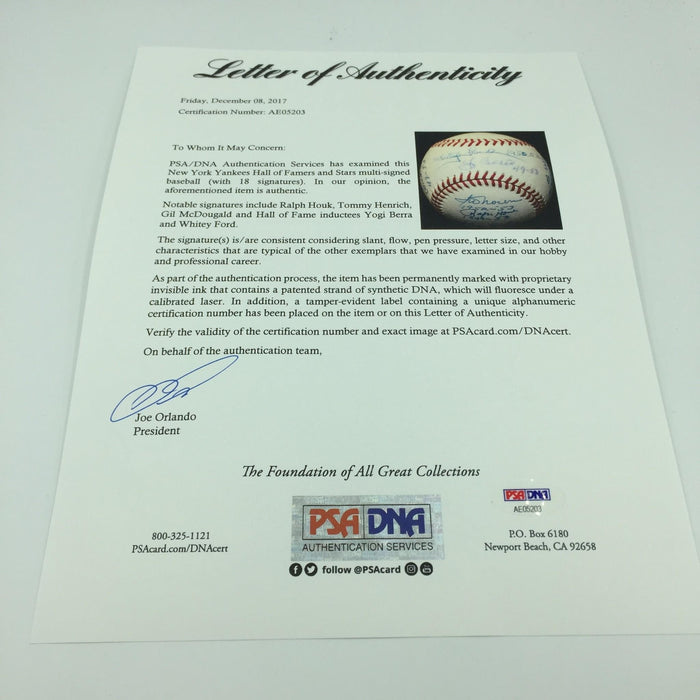 Letter of Authenticity
Friday, December 08, 2017
Certification Number: AE05203
To Whom It May Concern:
PSA/DNA Authentication Services has examined this
New York Yankees Hall of Famers and Stars multi-signed
baseball (with 18 signatures). In our opinion, the
aforementioned item is authentic.
Notable signatures include Ralph Houk, Tommy Henrich,
Gil McDougald and Hall of Fame inductees Yogi Berra
and Whitey Ford.
The signature(s) is/are consistent considering slant, flow, pen pressure, letter size, and other
characteristics that are typical of the other exemplars that we have examined in our hobby
and professional career.
As part of the authentication process, the item has been permanently marked with proprietary
invisible ink that contains a patented strand of synthetic DNA, which will fluoresce under a
calibrated laser. In addition, a tamper-evident label containing a unique alphanumeric
certification number has been placed on the item or on this Letter of Authenticity.
Verify the validity of the certification number and exact image at PSAcard.com/DNAcert.
On behalf of the authentication team,
Joe Orlando
President
The Foundation of All Great Collections
800-325-1121
PSAcard.com/DNAcert
PSA DNA
AUTHENTICATION SERVICES
follow @PSAcard
PSA DNA
AE05203
P.O. Box 6180
Newport Beach, CA 92658